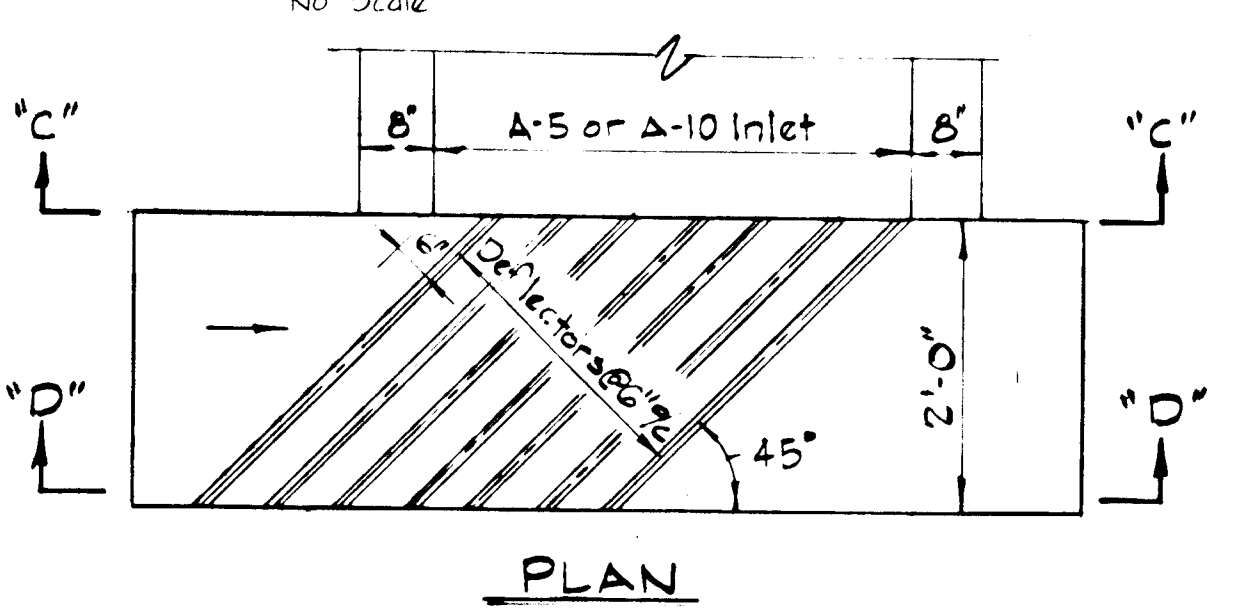 No Scale
"C"
8"
A-5 or A-10 Inlet
8"
"C"
6"
Deflectors@6"%
2'-0"
"D"
45°
"D"
PLAN